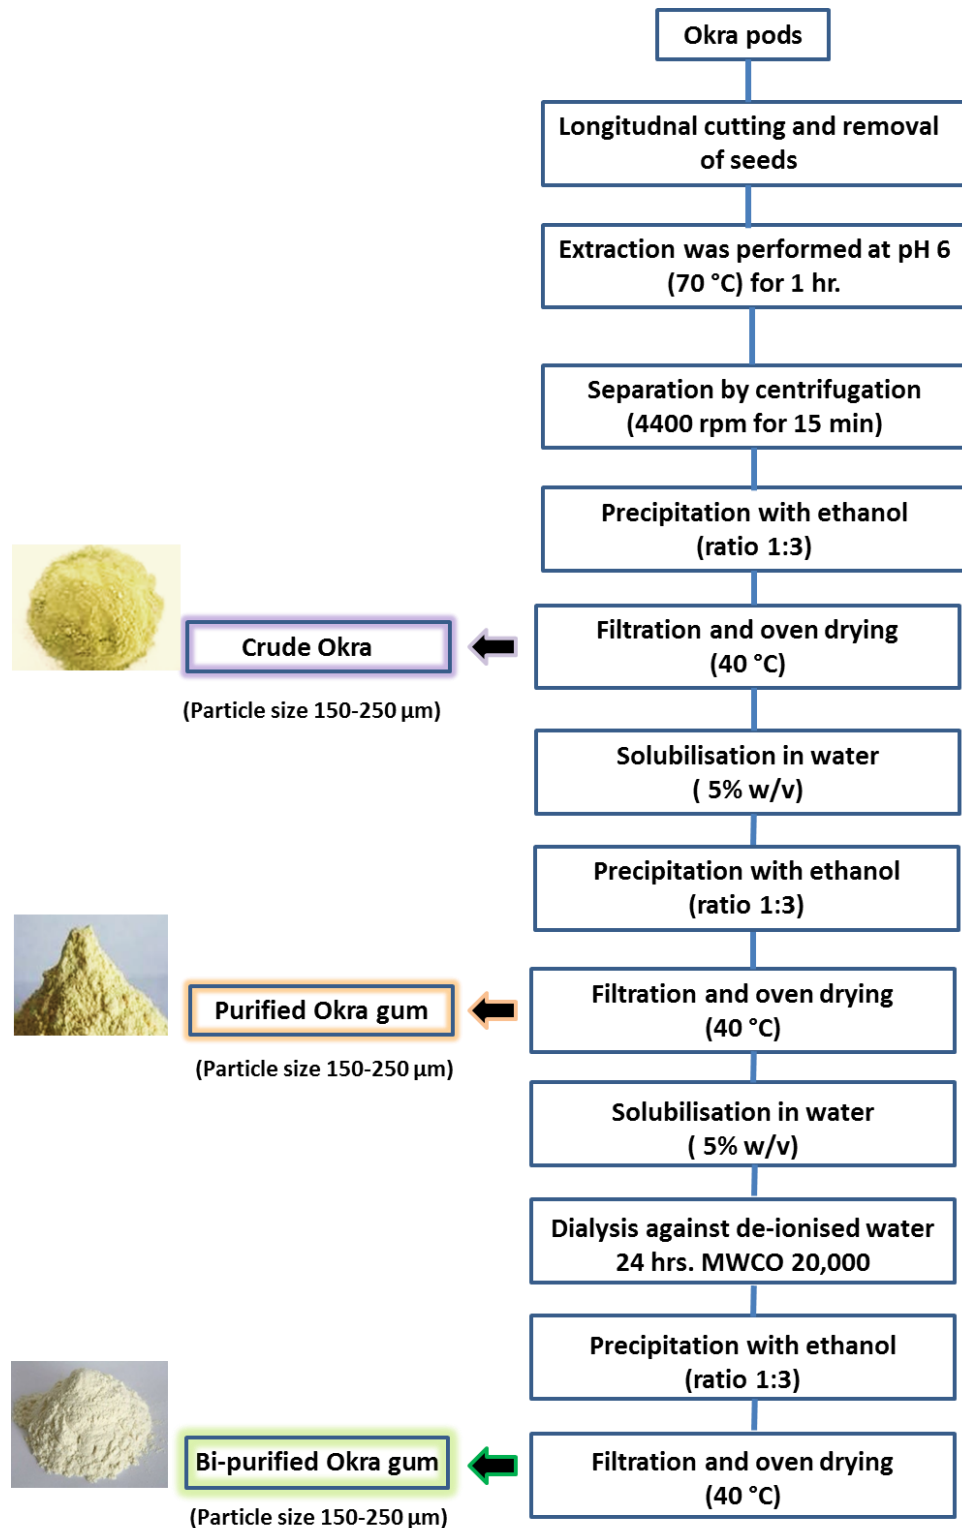 Okra pods
Longitudnal cutting and removal
of seeds
Extraction was performed at pH 6
(70 °C) for 1 hr.
Separation by centrifugation
(4400 rpm for 15 min)
Precipitation with ethanol
(ratio 1:3)
Filtration and oven drying
(40 °C)
Crude Okra
(Particle size 150-250 µm)
Solubilisation in water
( 5% w/v)
Precipitation with ethanol
(ratio 1:3)
Filtration and oven drying
(40 °C)
Purified Okra gum
(Particle size 150-250 µm)
Solubilisation in water
( 5% w/v)
Dialysis against de-ionised water
24 hrs. MWCO 20,000
Precipitation with ethanol
(ratio 1:3)
Filtration and oven drying
(40 °C)
Bi-purified Okra gum
(Particle size 150-250 µm)